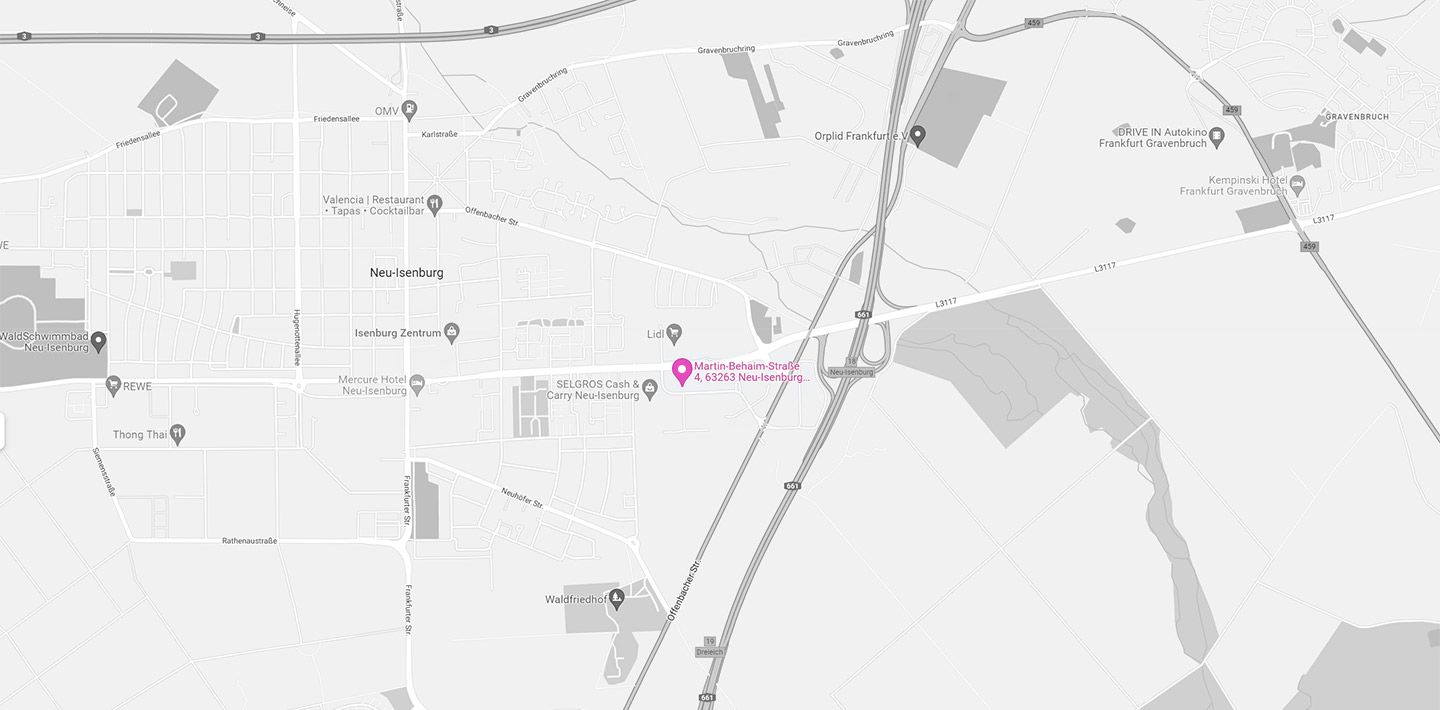 3
3
3
459
Gravenbruchring
Gravenbruchring
Gravenbruchring
OMV
Friedensallee
Friedensallee
Karlstraße
459
GRAVENBRUCH
Orplid Frankfurt e.V
DRIVE IN Autokino
Frankfurt Gravenbruch
Kempinski Hotel
Frankfurt Gravenbruch
Valencia | Restaurant
• Tapas • Cocktailbar
Offenbacher Str.
L3117
459
Neu-Isenburg
L3117
L3117
661
Hugenottenallee
WaldSchwimmbad
Neu-Isenburg
Isenburg Zentrum
Lidl
18
Neu-Isenburg
Martin-Behaim-Straße
4, 63263 Neu-Isenburg...
REWE
Mercure Hotel
Neu-Isenburg
SELGROS Cash &
Carry Neu-Isenburg
Thong Thai
Siemensstraße
Frankfurter Str.
Neuhöfer Str.
661
Rathenaustraße
Frankfurter Str
Waldfriedhof
Offenbacher Str.
19
Dreieich
661